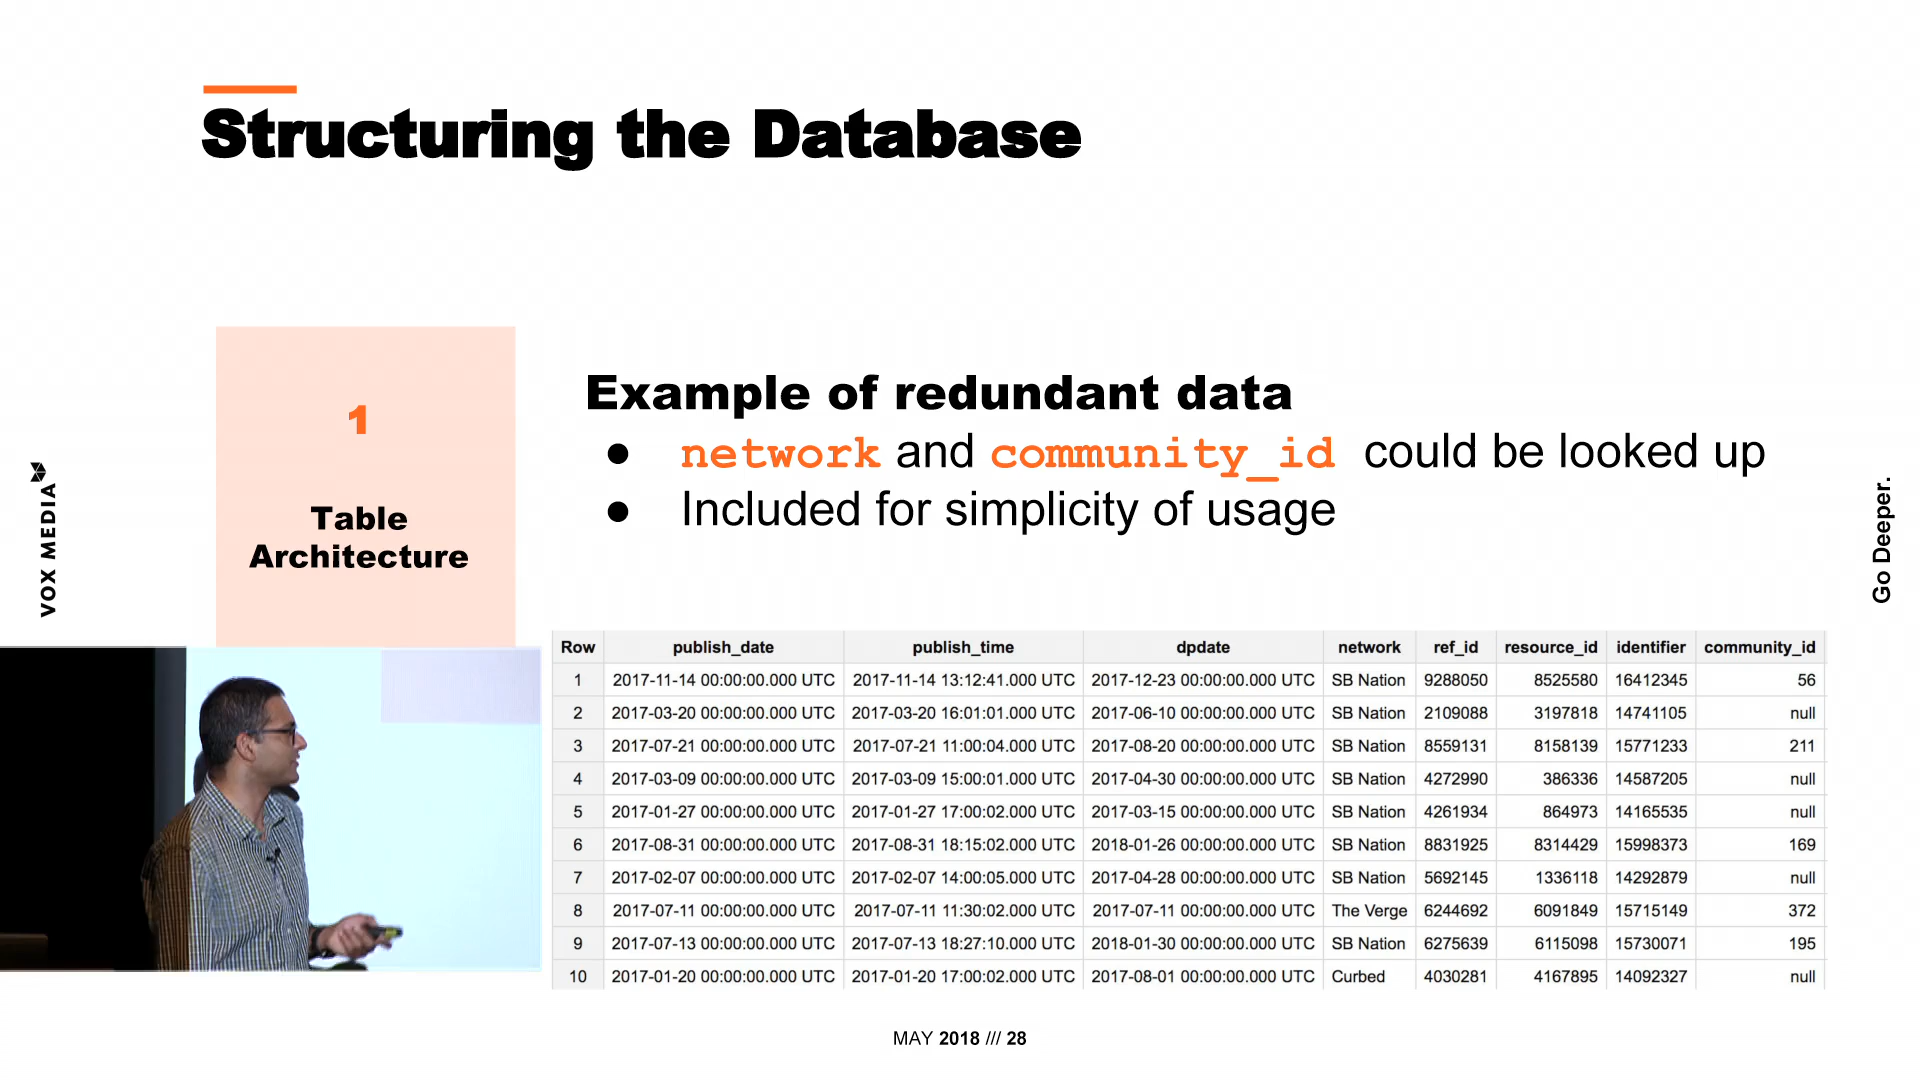 Structuring the Database
1
Table
Architecture
Example of redundant data
● network and community_id could be looked up
● Included for simplicity of usage
VOX MEDIA
Go Deeper.
Row publish_date publish_time dpdate network ref_id resource_id identifier community_id
1 2017-11-14 00:00:00.000 UTC 2017-11-14 13:12:41.000 UTC 2017-12-23 00:00:00.000 UTC SB Nation 9288050 8525580 16412345 56
2 2017-03-20 00:00:00.000 UTC 2017-03-20 16:01:01.000 UTC 2017-06-10 00:00:00.000 UTC SB Nation 2109088 3197818 14741105 null
3 2017-07-21 00:00:00.000 UTC 2017-07-21 11:00:04.000 UTC 2017-08-20 00:00:00.000 UTC SB Nation 8559131 8158139 15771233 211
4 2017-03-09 00:00:00.000 UTC 2017-03-09 15:00:01.000 UTC 2017-04-30 00:00:00.000 UTC SB Nation 4272990 386336 14587205 null
5 2017-01-27 00:00:00.000 UTC 2017-01-27 17:00:02.000 UTC 2017-03-15 00:00:00.000 UTC SB Nation 4261934 864973 14165535 null
6 2017-08-31 00:00:00.000 UTC 2017-08-31 18:15:02.000 UTC 2018-01-26 00:00:00.000 UTC SB Nation 8831925 8314429 15998373 169
7 2017-02-07 00:00:00.000 UTC 2017-02-07 14:00:05.000 UTC 2017-04-28 00:00:00.000 UTC SB Nation 5692145 1336118 14292879 null
8 2017-07-11 00:00:00.000 UTC 2017-07-11 11:30:02.000 UTC 2017-07-11 00:00:00.000 UTC The Verge 6244692 6091849 15715149 372
9 2017-07-13 00:00:00.000 UTC 2017-07-13 18:27:10.000 UTC 2018-01-30 00:00:00.000 UTC SB Nation 6275639 6115098 15730071 195
10 2017-01-20 00:00:00.000 UTC 2017-01-20 17:00:02.000 UTC 2017-08-01 00:00:00.000 UTC Curbed 4030281 4167895 14092327 null
MAY 2018 /// 28